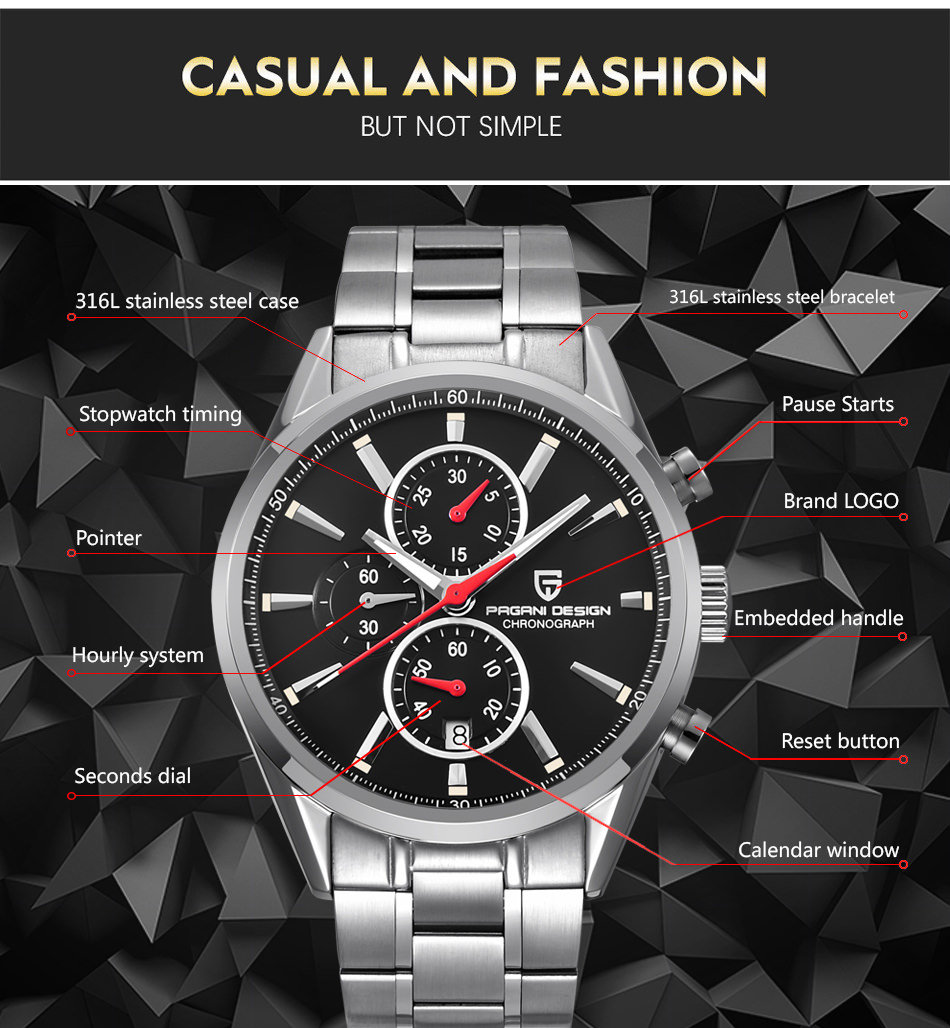 CASUAL AND FASHION
BUT NOT SIMPLE
316L stainless steel case
316L stainless steel bracelet
Stopwatch timing
Pause Starts
Brand LOGO
Pointer
Embedded handle
Hourly system
Reset button
Seconds dial
Calendar window
60
10
20
30
40
50
30
5
10
15
20
25
60
30
PAGANI DESIGN
CHRONOGRAPH
60
10
20
40
50
8